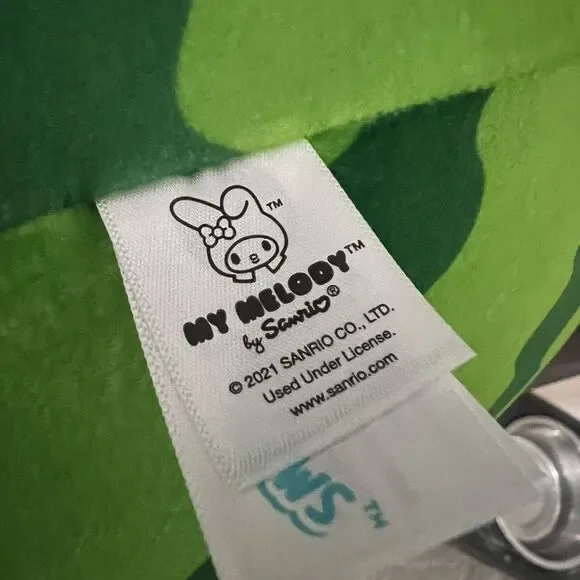 ™
MY MELODY™
by Sanrio®
© 2021 SANRIO CO., LTD.
Used Under License.
www.sanrio.com
™